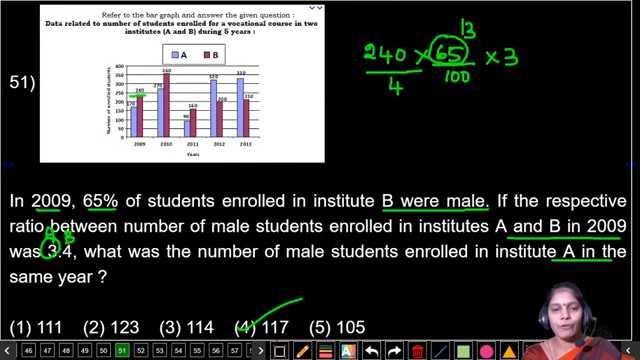 Refer to the bar graph and answer the given question :
Data related to number of students enrolled for a vocational course in two
institutes (A and B) during 5 years.
51)
Number of enrolled students
400
350
300
250
200
150
100
50
0
170
280
270
360
90
160
320
200
330
210
A
B
2009
2010
2011
2012
2013
Years
13
240 × 65 × 3
4 100
In 2009, 65% of students enrolled in institute B were male. If the respective
ratio between number of male students enrolled in institutes A and B in 2009
A B
was 3:4, what was the number of male students enrolled in institute A in the
same year ?
(1) 111 (2) 123 (3) 114 (4) 117 (5) 105
46 47 48 49 50 51 52 53 54 55 56